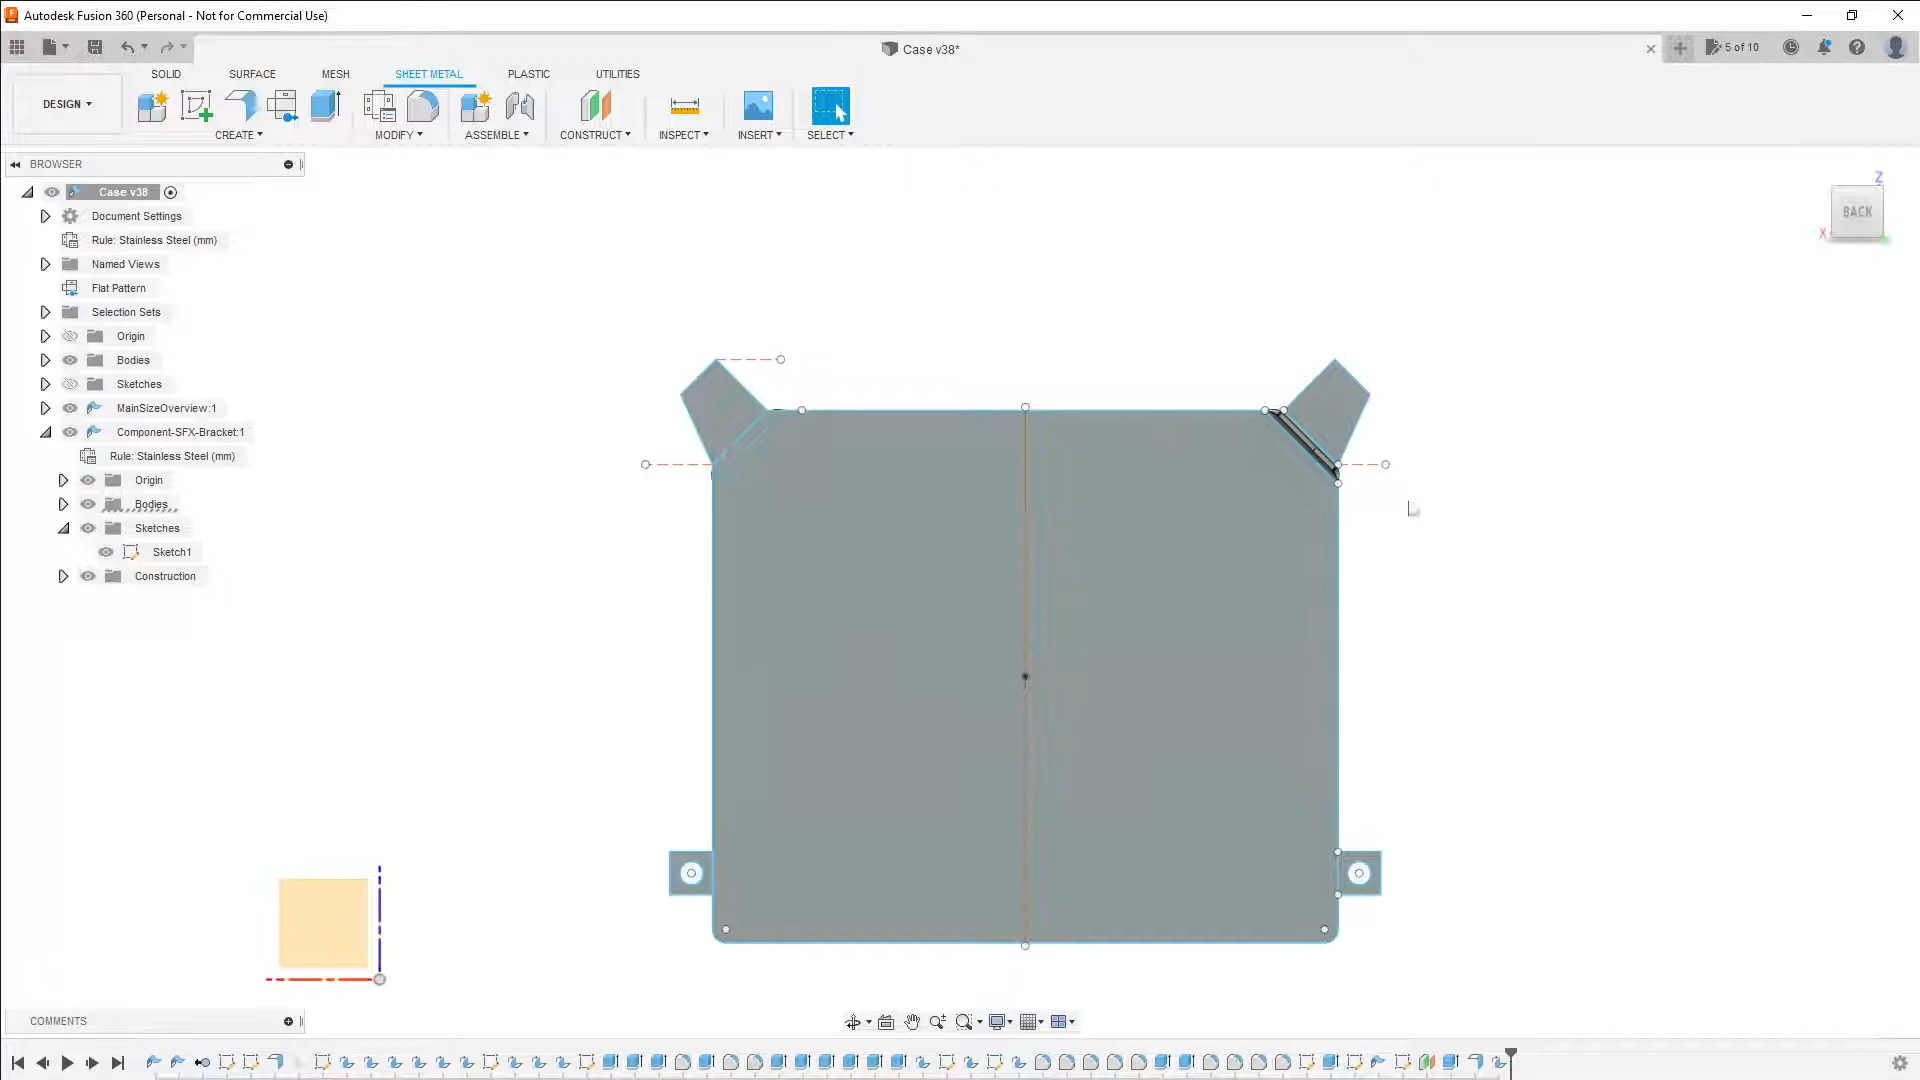 Autodesk Fusion 360 (Personal - Not for Commercial Use)
Case v38*
5 of 10
DESIGN
SOLID
SURFACE
MESH
SHEET METAL
PLASTIC
UTILITIES
CREATE
MODIFY
ASSEMBLE
CONSTRUCT
INSPECT
INSERT
SELECT
BROWSER
Case v38
Document Settings
Rule: Stainless Steel (mm)
Named Views
Flat Pattern
Selection Sets
Origin
Bodies
Sketches
MainSizeOverview:1
Component-SFX-Bracket:1
Rule: Stainless Steel (mm)
Origin
Bodies
Sketches
Sketch1
Construction
Z
BACK
X
COMMENTS